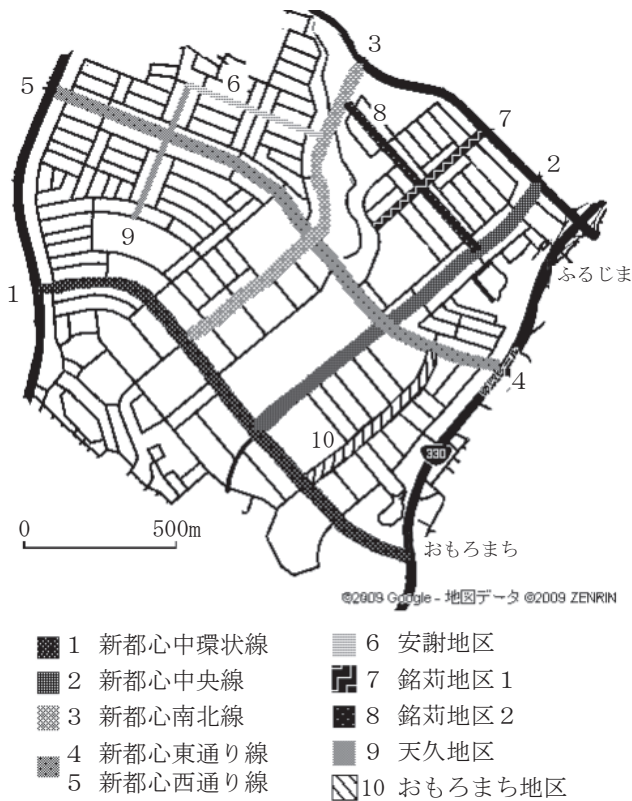 3
5
6
8
7
2
9
ふるじま
1
4
10
330
0 500m
おもろまち
©2009 Google - 地図データ ©2009 ZENRIN
1 新都心中環状線
2 新都心中央線
3 新都心南北線
4 新都心東通り線
5 新都心西通り線
6 安謝地区
7 銘苅地区1
8 銘苅地区2
9 天久地区
10 おもろまち地区